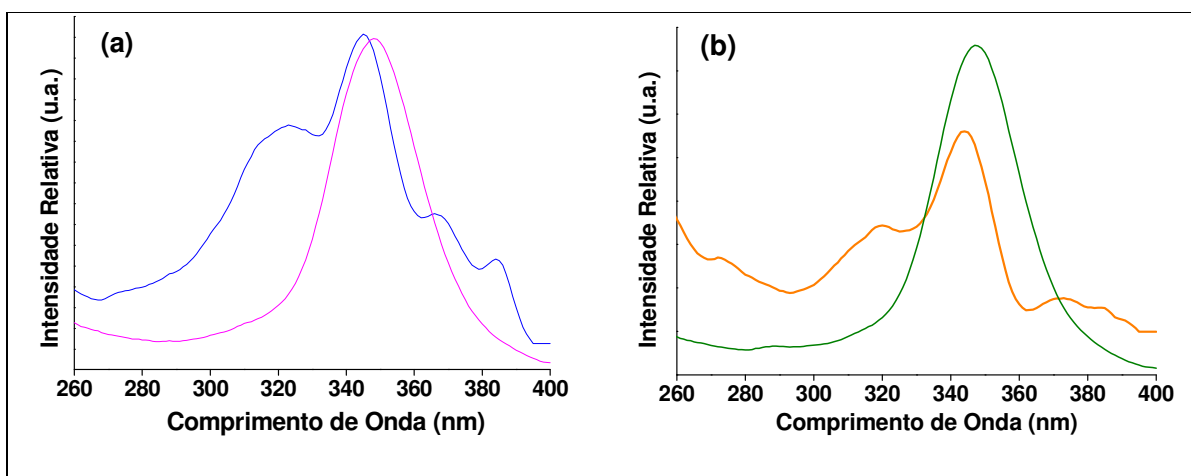 (a)
Intensidade Relativa (u.a.)
260 280 300 320 340 360 380 400
Comprimento de Onda (nm)
(b)
Intensidade Relativa (u.a.)
260 280 300 320 340 360 380 400
Comprimento de Onda (nm)